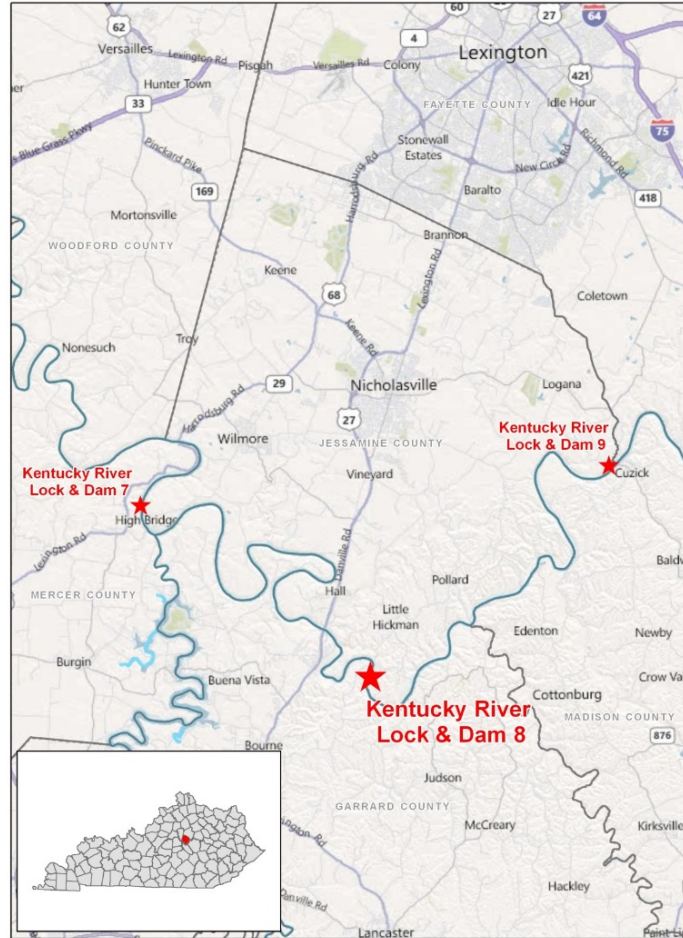 60
27
64
62
4
Versailles
Lexington Rd
Pisgah
Versailles Rd
Colony
Lexington
Hunter Town
421
FAYETTE COUNTY
Idle Hour
33
75
Blue Grass Pkwy
Stonewall
Estates
Richmond Rd
Pinckard Pike
New Circle Rd
169
Harrodsburg Rd
Baralto
418
Mortonsville
Brannon
WOODFORD COUNTY
Lexington Rd
Keene
68
Coletown
Troy
Keene Rd
Nonesuch
29
Nicholasville
Logana
Harrodsburg Rd
27
Kentucky River
Lock & Dam 9
Wilmore
JESSAMINE COUNTY
Kentucky River
Lock & Dam 7
Vineyard
Cuzick
High Bridge
Lexington Rd
Danville Rd
Pollard
MERCER COUNTY
Hall
Little
Hickman
Edenton
Newby
Burgin
Buena Vista
Cottonburg
Kentucky River
Lock & Dam 8
MADISON COUNTY
Bourne
876
Judson
GARRARD COUNTY
McCreary
Kirksville
Hackley
Danville Rd
Lancaster